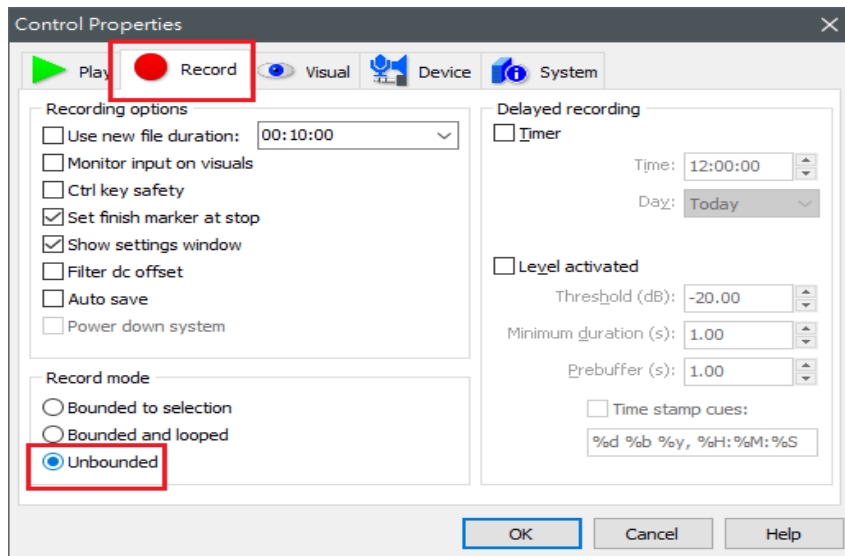 Control Properties
Play Record Visual Device System
Recording options
Use new file duration: 00:10:00
Monitor input on visuals
Ctrl key safety
Set finish marker at stop
Show settings window
Filter dc offset
Auto save
Power down system
Record mode
Bounded to selection
Bounded and looped
Unbounded
Delayed recording
Timer
Time: 12:00:00
Day: Today
Level activated
Threshold (dB): -20.00
Minimum duration (s): 1.00
Prebuffer (s): 1.00
Time stamp cues:
%d %b %y, %H:%M:%S
OK Cancel Help